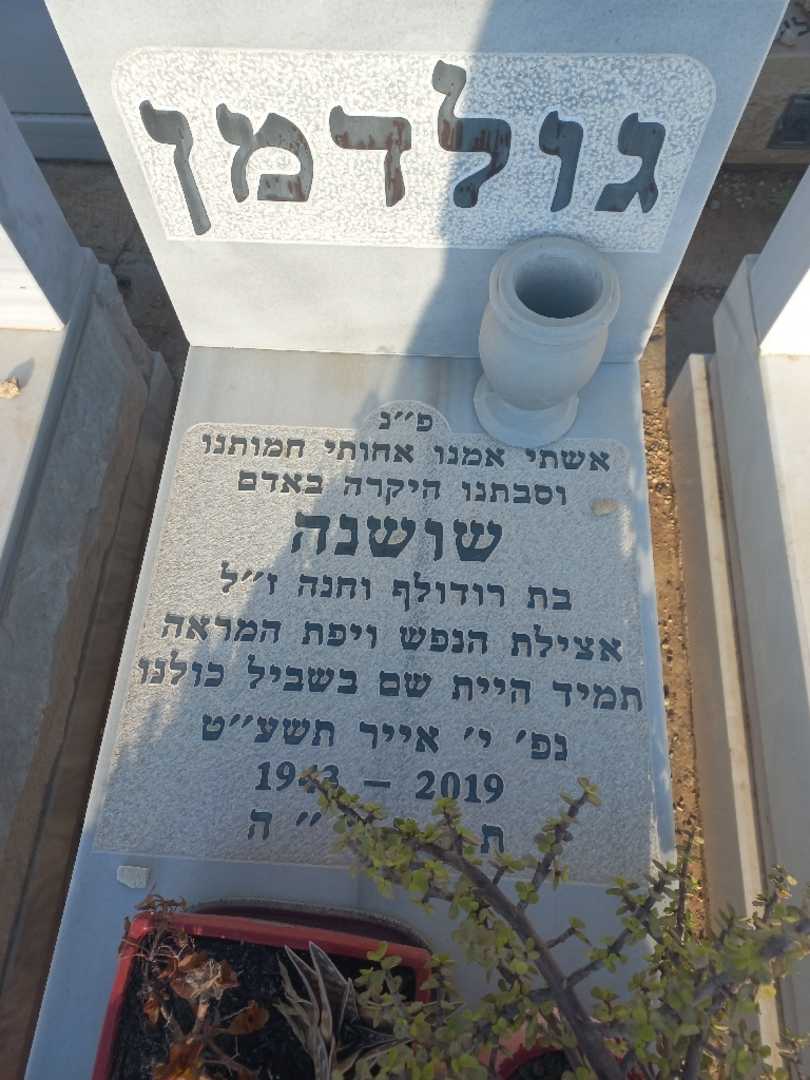 גולדמן
פ״נ
אשתי אמנו אחותי חמותנו
וסבתנו היקרה באדם
שושנה
בת רודולף וחנה ז״ל
אצילת הנפש ויפת המראה
תמיד היית שם בשביל כולנו
נפ׳ י׳ אייר תשע״ט
1943 – 2019